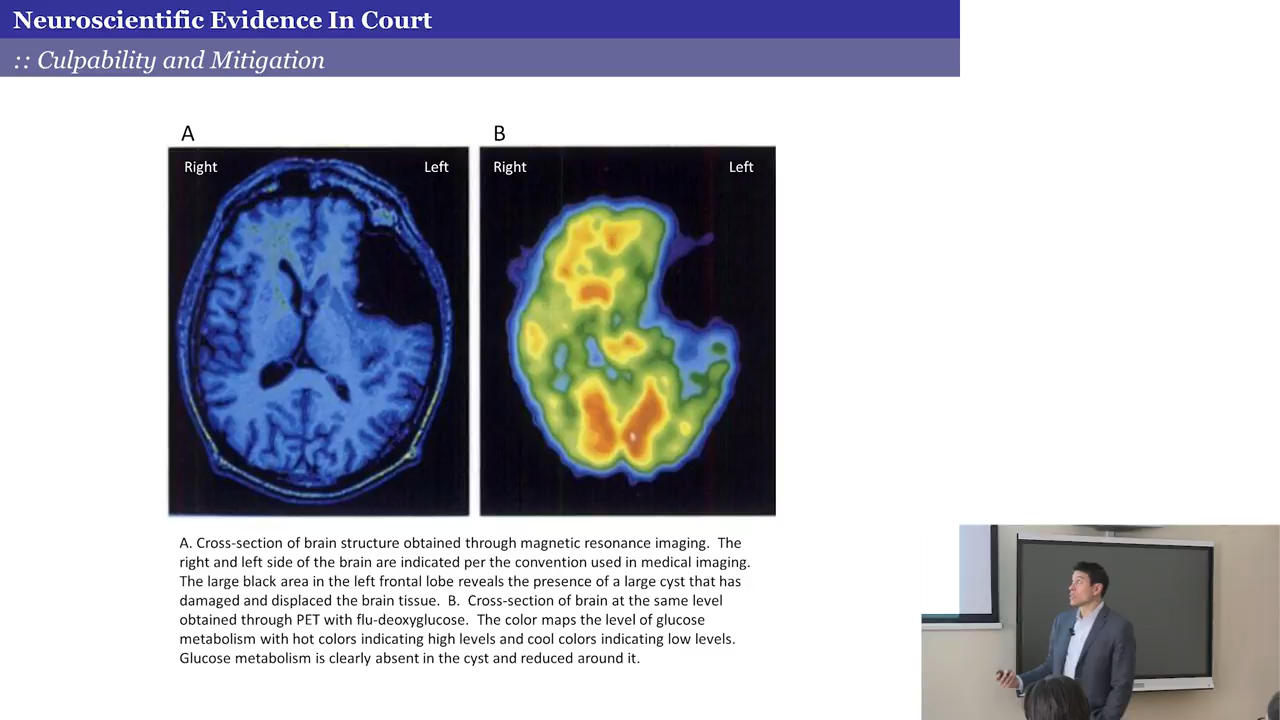 Neuroscientific Evidence In Court
:: Culpability and Mitigation
A
B
Right
Left
Right
Left
A. Cross-section of brain structure obtained through magnetic resonance imaging.  The
right and left side of the brain are indicated per the convention used in medical imaging.
The large black area in the left frontal lobe reveals the presence of a large cyst that has
damaged and displaced the brain tissue.  B.  Cross-section of brain at the same level
obtained through PET with flu-deoxyglucose.  The color maps the level of glucose
metabolism with hot colors indicating high levels and cool colors indicating low levels.
Glucose metabolism is clearly absent in the cyst and reduced around it.